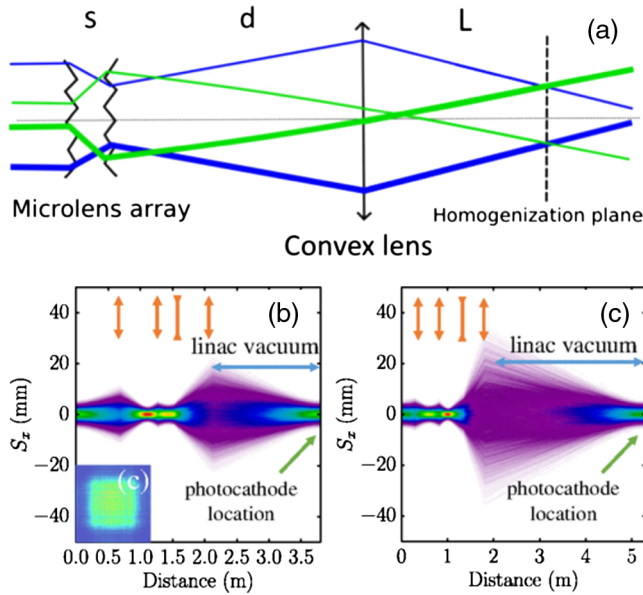 s d L (a)
Microlens array
Homogenization plane
Convex lens
(b)
40
20
0
−20
−40
Sx (mm)
linac vacuum
photocathode
location
(c)
0.0 0.5 1.0 1.5 2.0 2.5 3.0 3.5
Distance (m)
(c)
40
20
0
−20
−40
Sx (mm)
linac vacuum
photocathode
location
0 1 2 3 4 5
Distance (m)